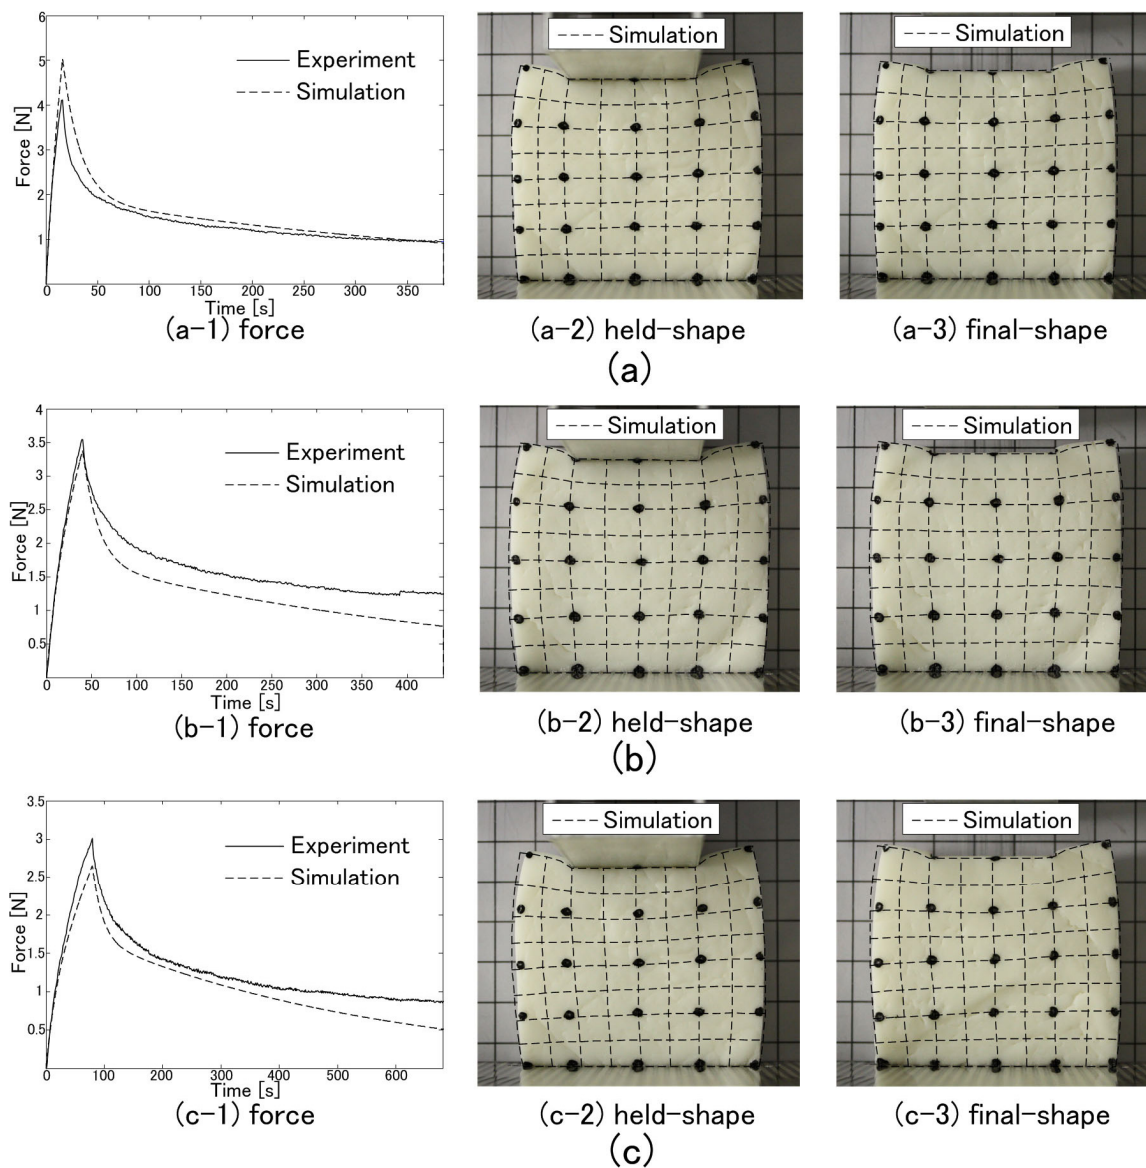 6
5
4
3
2
1
Force [N]
Experiment
Simulation
0 50 100 150 200 250 300 350
Time [s]
(a-1) force
Simulation
(a-2) held-shape
Simulation
(a-3) final-shape
(a)
4
3.5
3
2.5
2
1.5
1
0.5
Force [N]
Experiment
Simulation
0 50 100 150 200 250 300 350 400
Time [s]
(b-1) force
Simulation
(b-2) held-shape
Simulation
(b-3) final-shape
(b)
3.5
3
2.5
2
1.5
1
0.5
Force [N]
Experiment
Simulation
0 100 200 300 400 500 600
Time [s]
(c-1) force
Simulation
(c-2) held-shape
Simulation
(c-3) final-shape
(c)